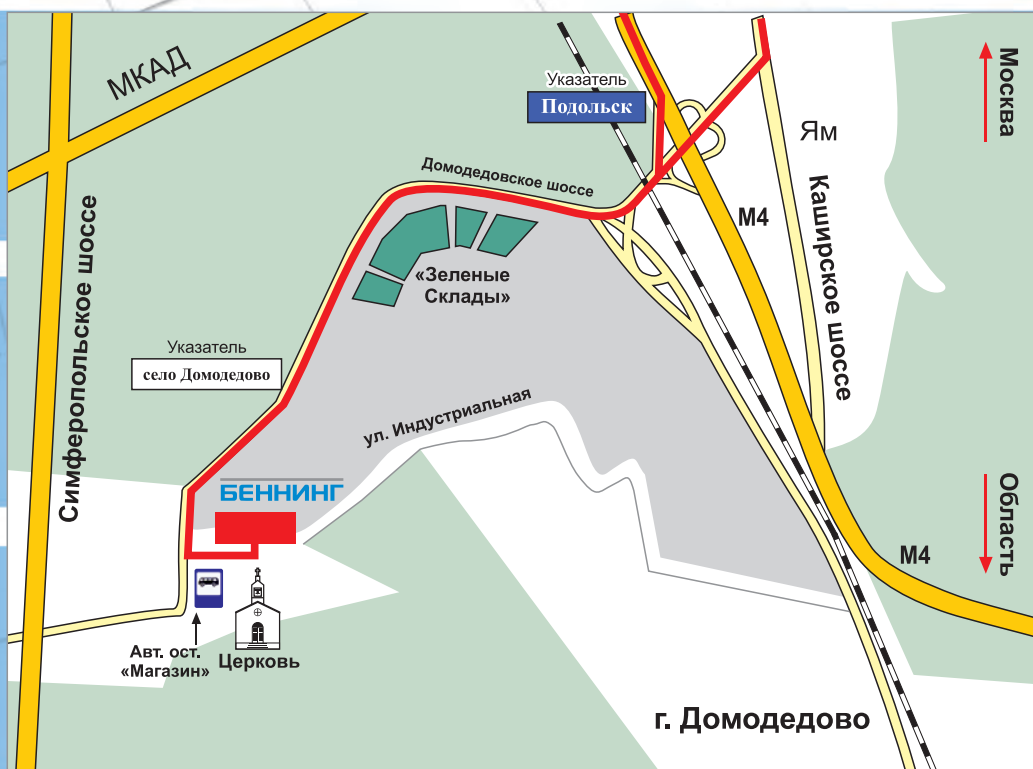 МКАД
Указатель
Подольск
Москва
Ям
Домодедовское шоссе
Каширское шоссе
М4
Симферопольское шоссе
«Зеленые
Склады»
Указатель
село Домодедово
ул. Индустриальная
БЕННИНГ
Область
М4
Авт. ост.
«Магазин»
Церковь
г. Домодедово